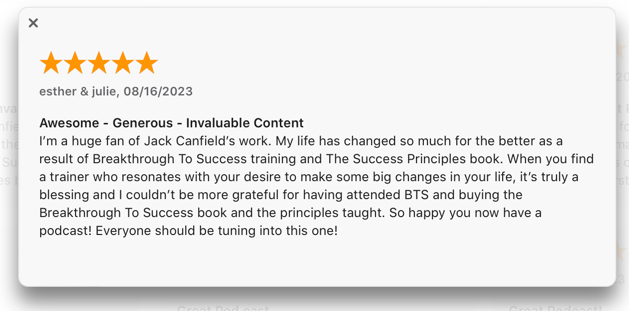 ×
esther & julie, 08/16/2023
Awesome - Generous - Invaluable Content
I'm a huge fan of Jack Canfield's work. My life has changed so much for the better as a
result of Breakthrough To Success training and The Success Principles book. When you find
a trainer who resonates with your desire to make some big changes in your life, it's truly a
blessing and I couldn't be more grateful for having attended BTS and buying the
Breakthrough To Success book and the principles taught. So happy you now have a
podcast! Everyone should be tuning into this one!
Great Podcast Great Podcast!